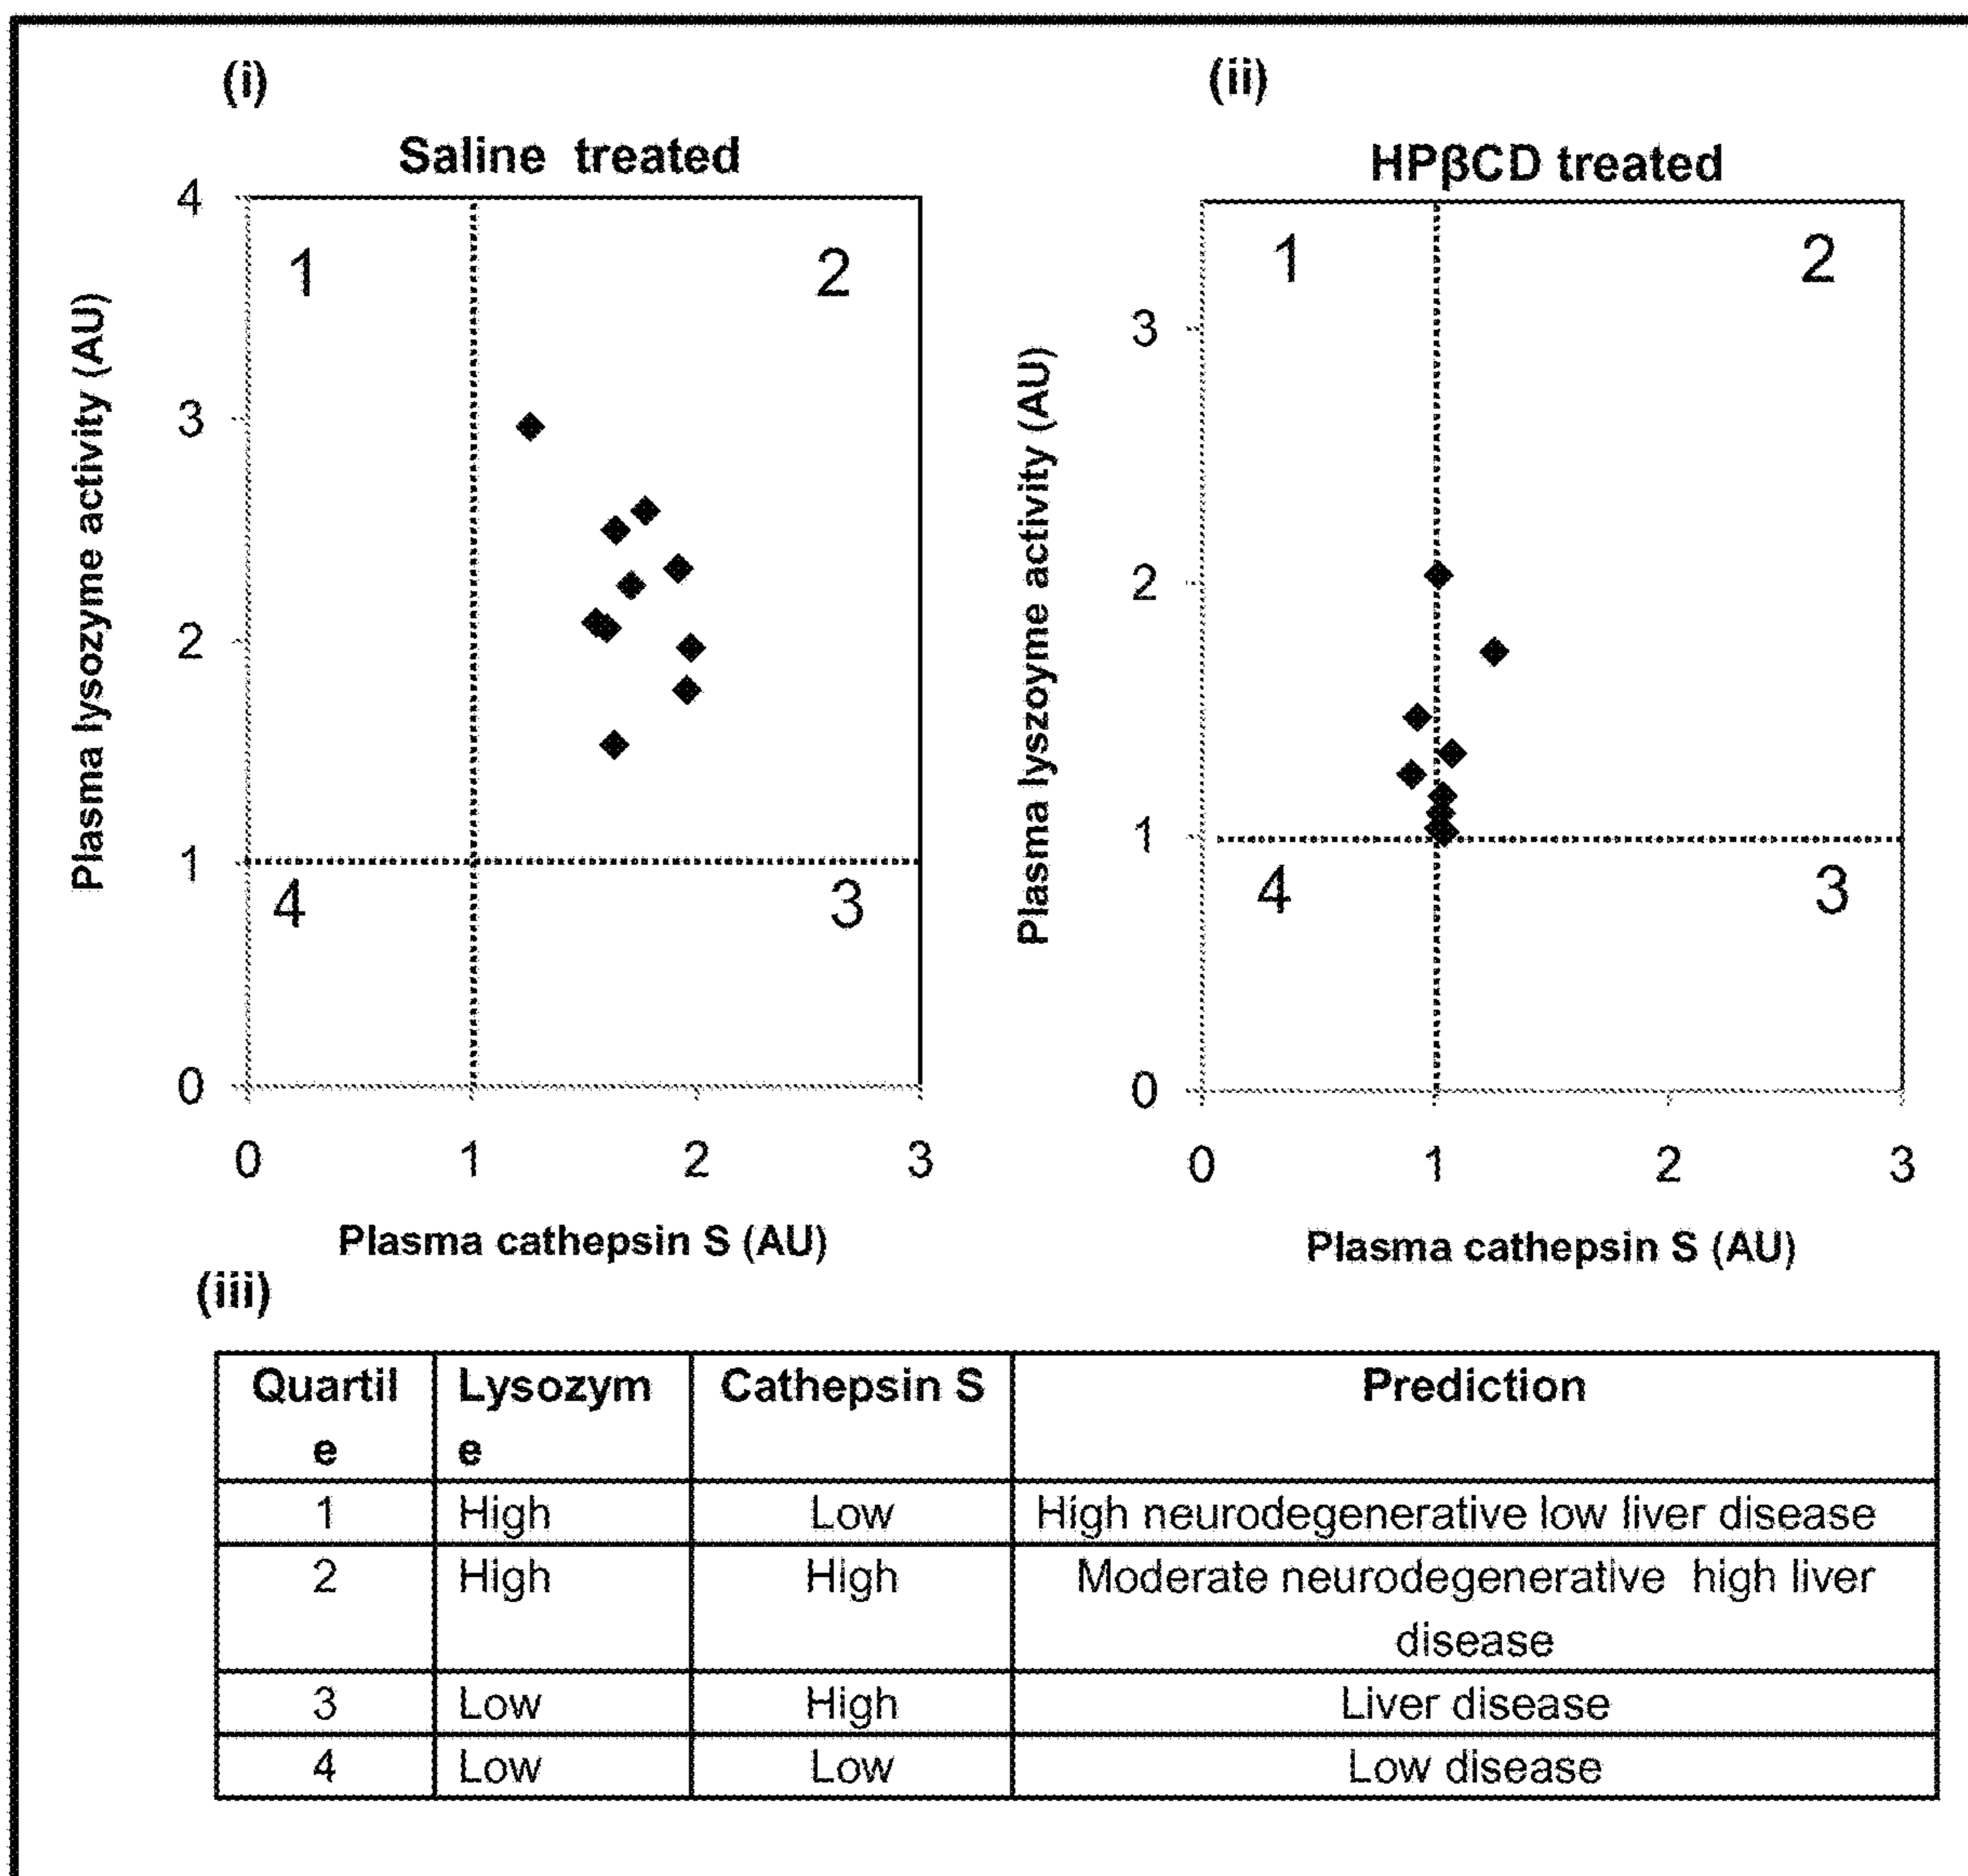 (i)
Saline treated
Plasma lysozyme activity (AU)
4
3
2
1
0
1
2
4
3
0 1 2 3
Plasma cathepsin S (AU)
(ii)
HPβCD treated
Plasma lyszoyme activity (AU)
3
2
1
0
1
2
4
3
0 1 2 3
Plasma cathepsin S (AU)
(iii)
Quartil Lysozym Cathepsin S Prediction
e e
1 High Low High neurodegenerative low liver disease
2 High High Moderate neurodegenerative high liver
disease
3 Low High Liver disease
4 Low Low Low disease